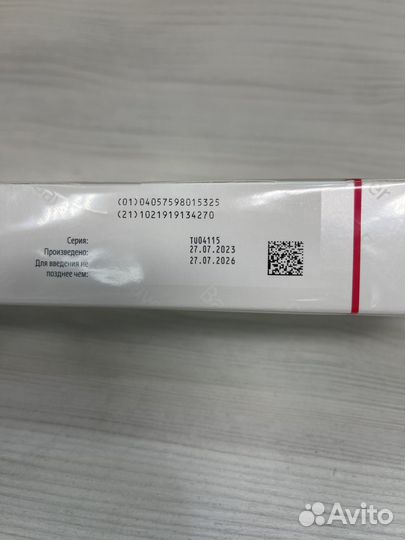 (01)04057598015325
(21)1021919134270
Серия: TU04115
Произведено: 27.07.2023
Для введения не 27.07.2026
позднее чем:
Avito